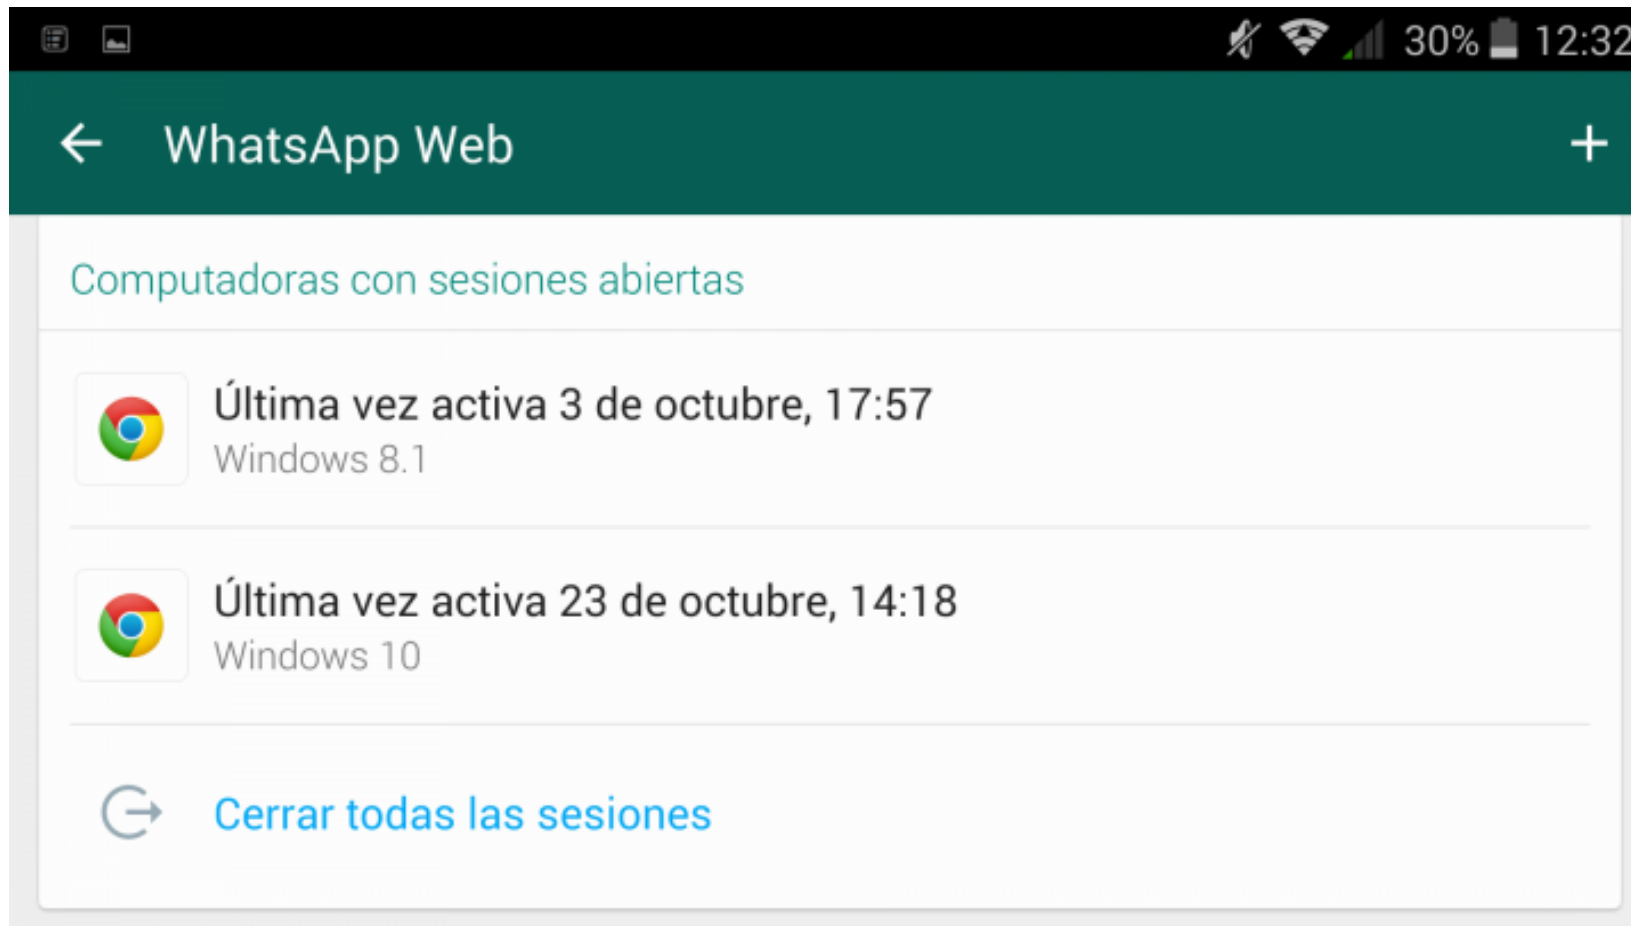 30% 12:32
WhatsApp Web
Computadoras con sesiones abiertas
Última vez activa 3 de octubre, 17:57
Windows 8.1
Última vez activa 23 de octubre, 14:18
Windows 10
Cerrar todas las sesiones